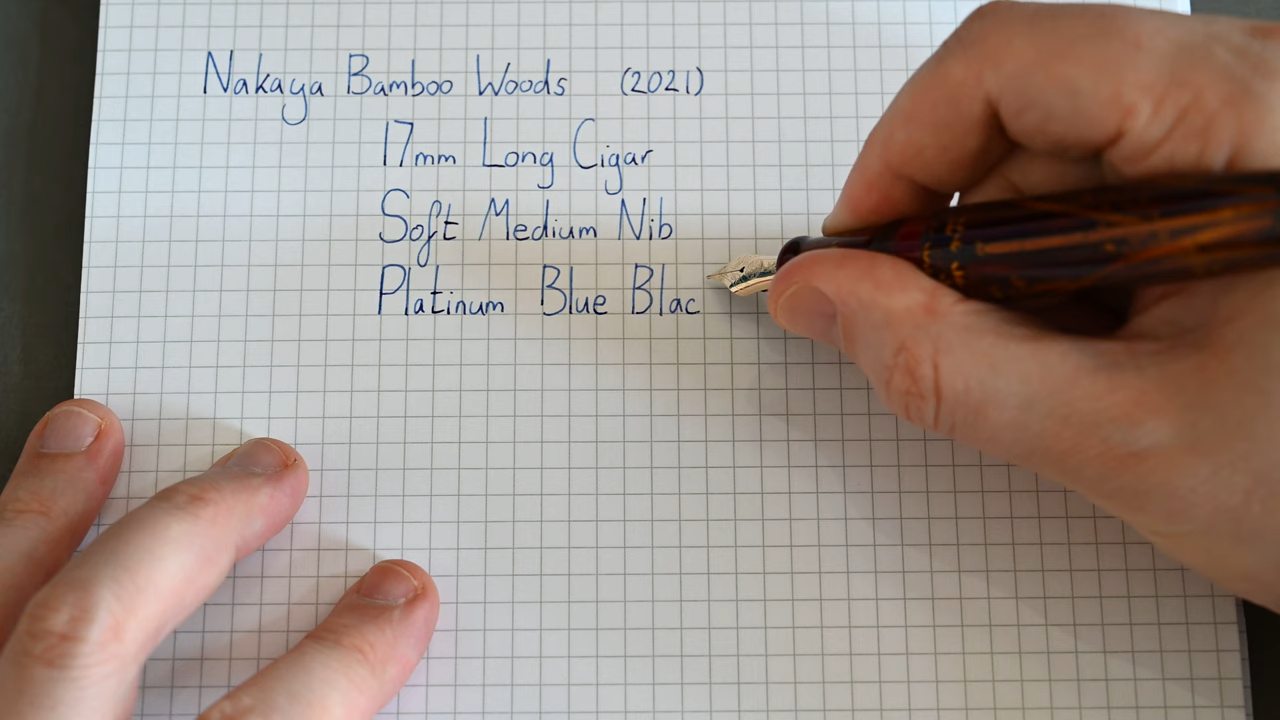 Nakaya Bamboo Woods (2021)
17mm Long Cigar
Soft Medium Nib
Platinum Blue Blac